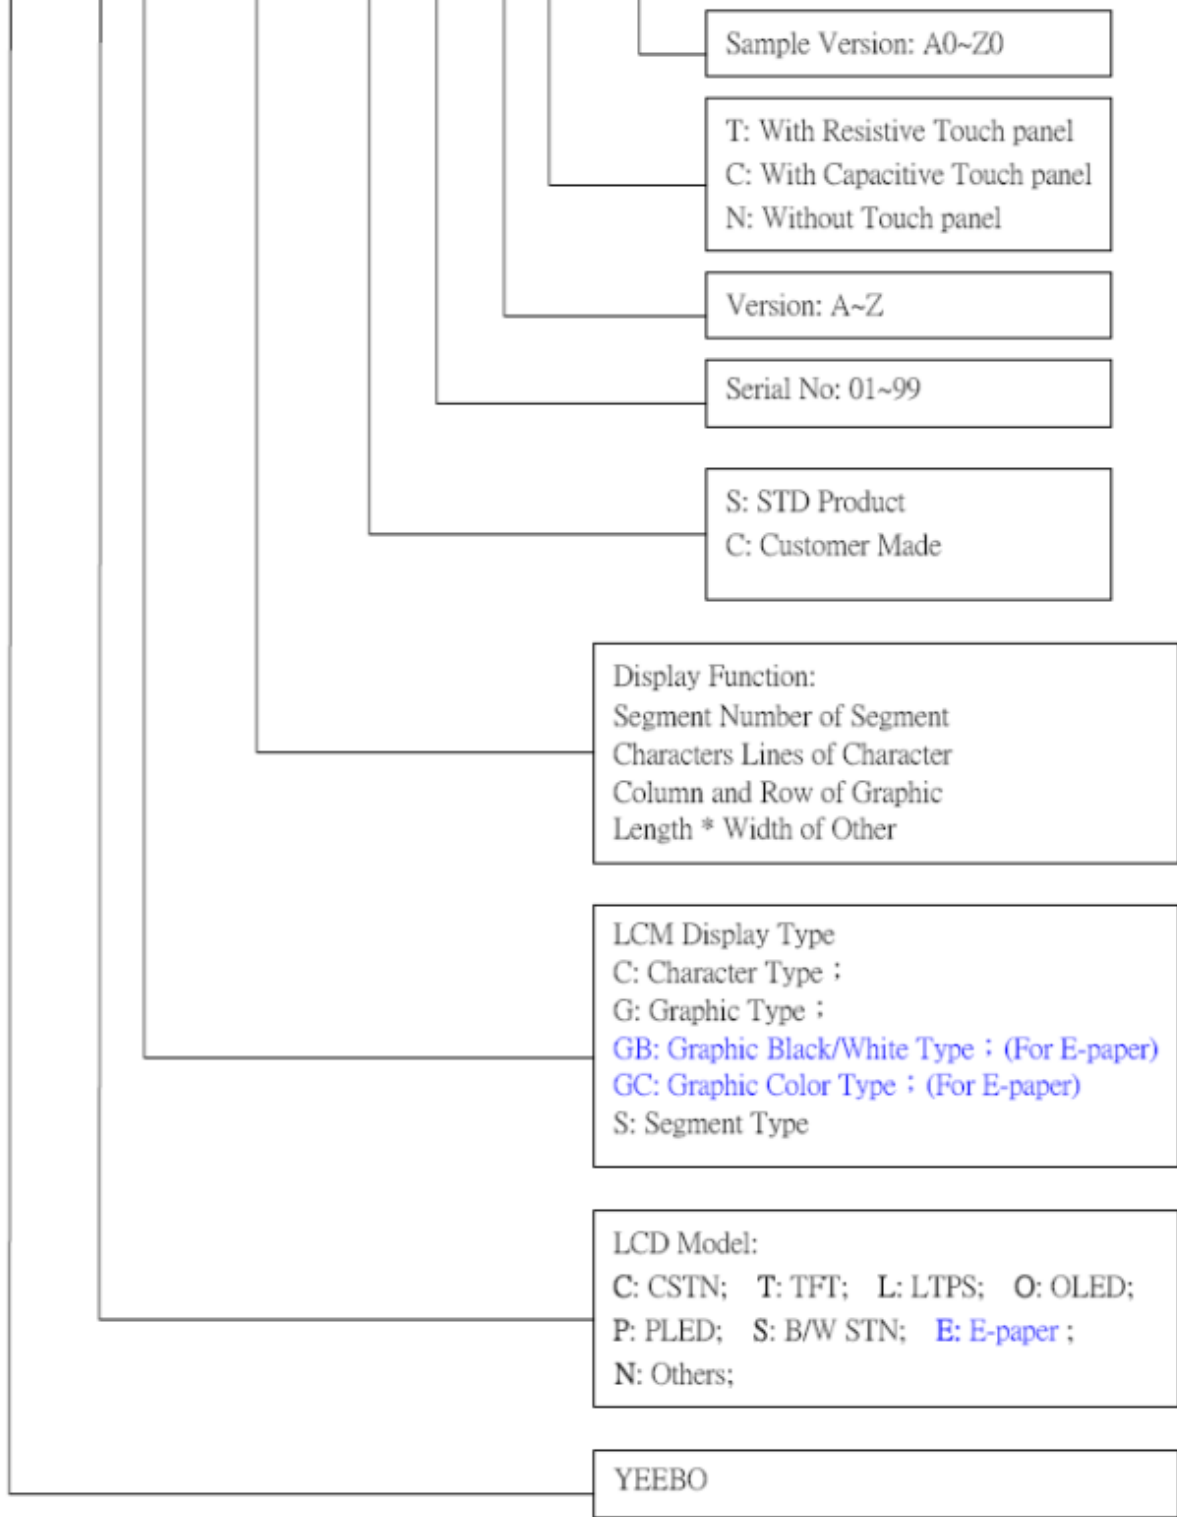 Sample Version: A0~Z0
T: With Resistive Touch panel
C: With Capacitive Touch panel
N: Without Touch panel
Version: A~Z
Serial No: 01~99
S: STD Product
C: Customer Made
Display Function:
Segment Number of Segment
Characters Lines of Character
Column and Row of Graphic
Length * Width of Other
LCM Display Type
C: Character Type；
G: Graphic Type；
GB: Graphic Black/White Type；(For E-paper)
GC: Graphic Color Type；(For E-paper)
S: Segment Type
LCD Model:
C: CSTN; T: TFT; L: LTPS; O: OLED;
P: PLED; S: B/W STN; E: E-paper ;
N: Others;
YEEBO